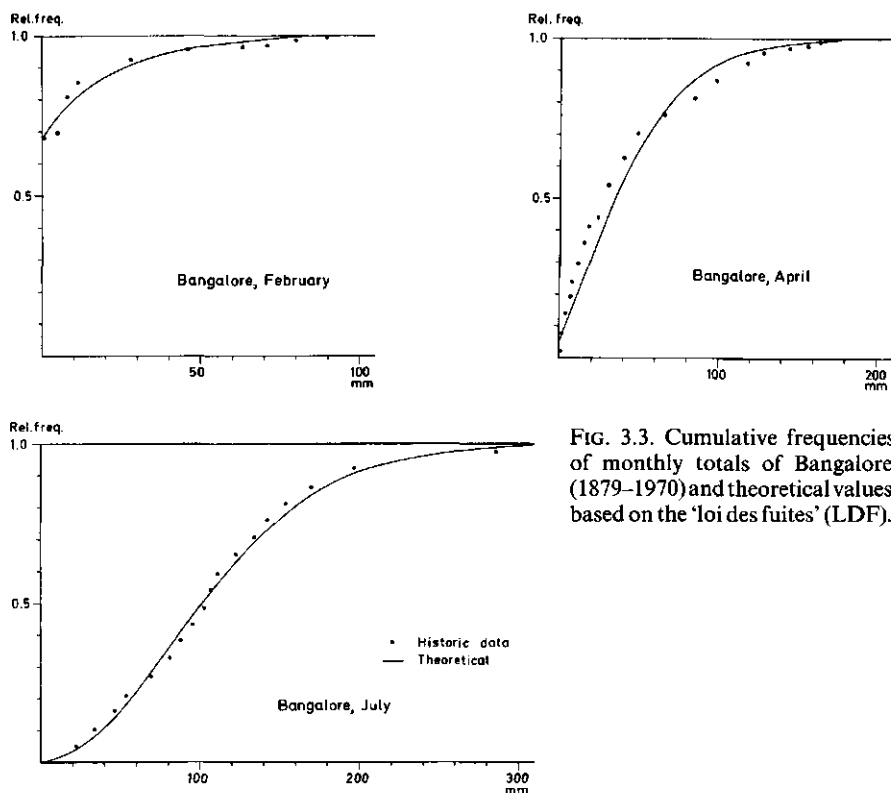 Rel. freq.
1.0
0.5
Bangalore, February
50
100
mm
Rel. freq.
1.0
0.5
Bangalore, April
100
200
mm
Rel. freq.
1.0
0.5
• Historic data
— Theoretical
Bangalore, July
100
200
300
mm
FIG. 3.3. Cumulative frequencies
of monthly totals of Bangalore
(1879–1970) and theoretical values
based on the 'loi des fuites' (LDF).